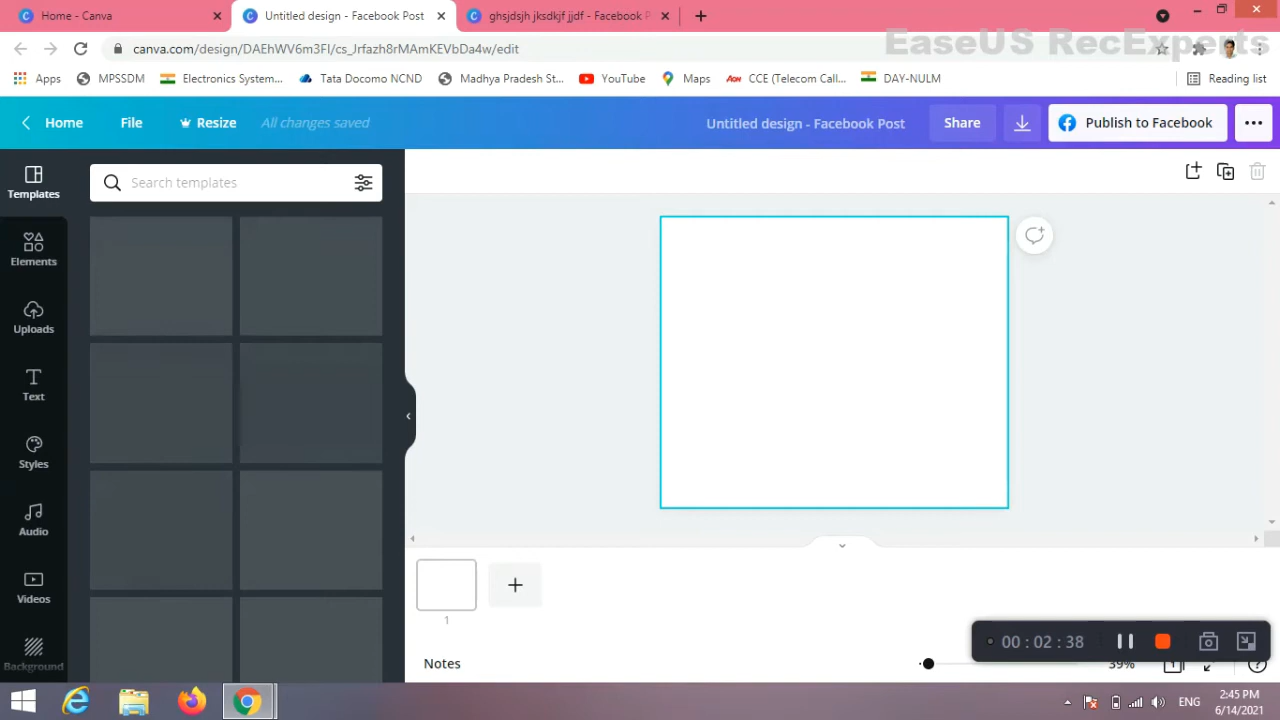 Home - Canva
Untitled design - Facebook Post
ghsjdsjh jksdkjf jjdf - Facebook P
EaseUS RecExperts
canva.com/design/DAEhWV6m3FI/cs_Jrfazh8rMAmKEVbDa4w/edit
Apps
MPSSDM
Electronics System...
Tata Docomo NCND
Madhya Pradesh St...
YouTube
Maps
CCE (Telecom Call...
DAY-NULM
Reading list
Home
File
Resize
All changes saved
Untitled design - Facebook Post
Share
Publish to Facebook
Templates
Search templates
Elements
Uploads
Text
Styles
Audio
Videos
Background
1
Notes
00 : 02 : 38
39%
ENG
2:45 PM
6/14/2021